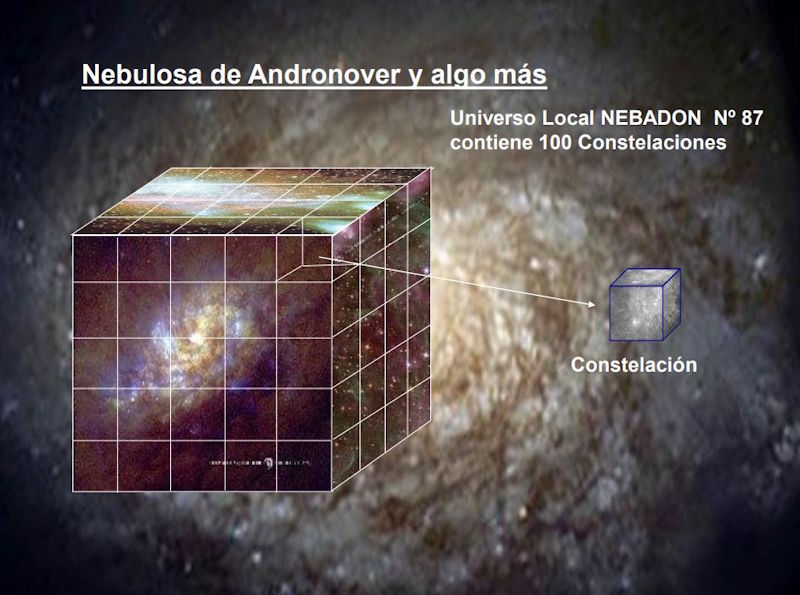 Nebulosa de Andronover y algo más
Universo Local NEBADON Nº 87
contiene 100 Constelaciones
Constelación